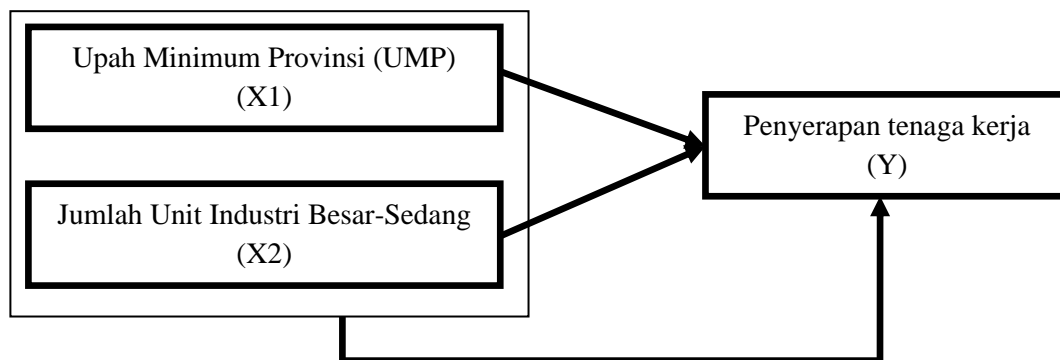 Upah Minimum Provinsi (UMP)
(X1)
Jumlah Unit Industri Besar-Sedang
(X2)
Penyerapan tenaga kerja
(Y)